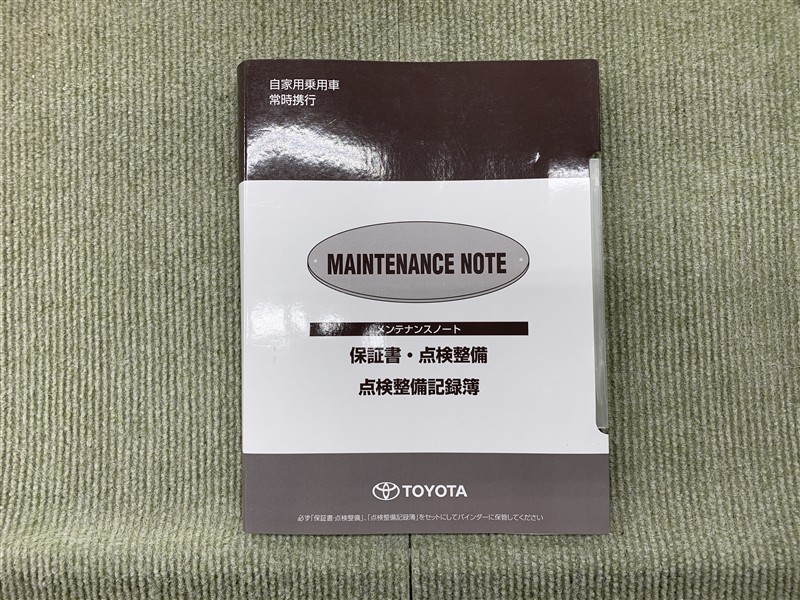 自家用乗用車
常時携行
MAINTENANCE NOTE
メンテナンスノート
保証書・点検整備
点検整備記録簿
TOYOTA
必ず「保証書・点検整備」、「点検整備記録簿」をセットにしてバインダーに保管してください